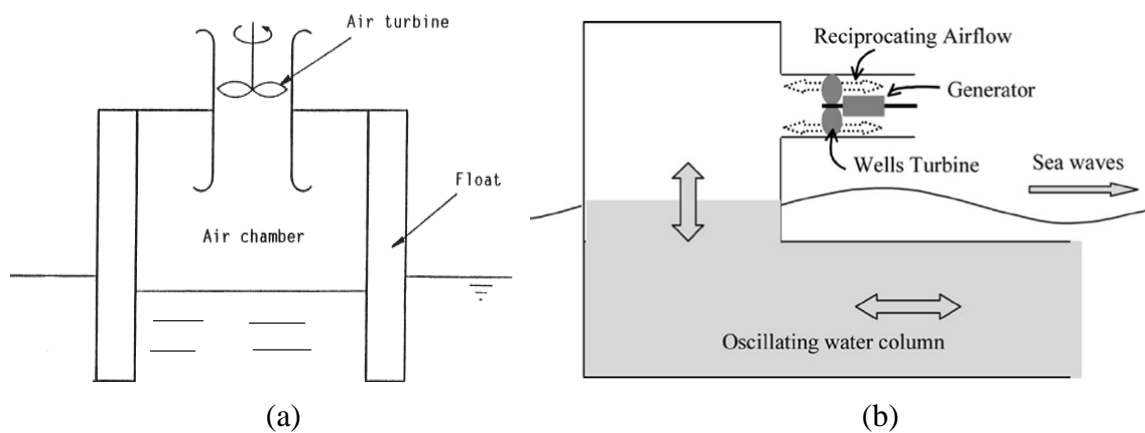 Air turbine
Float
Air chamber
(a)
Reciprocating Airflow
Generator
Wells Turbine
Sea waves
Oscillating water column
(b)